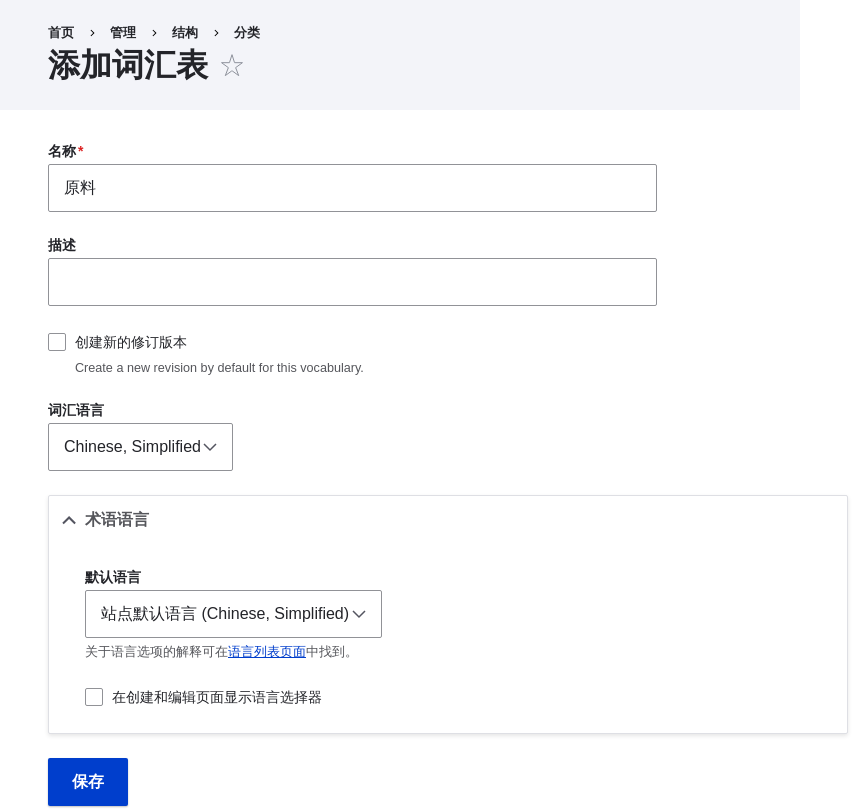 首页 › 管理 › 结构 › 分类
添加词汇表
名称*
原料
描述
创建新的修订版本
Create a new revision by default for this vocabulary.
词汇语言
Chinese, Simplified
术语语言
默认语言
站点默认语言 (Chinese, Simplified)
关于语言选项的解释可在语言列表页面中找到。
在创建和编辑页面显示语言选择器
保存